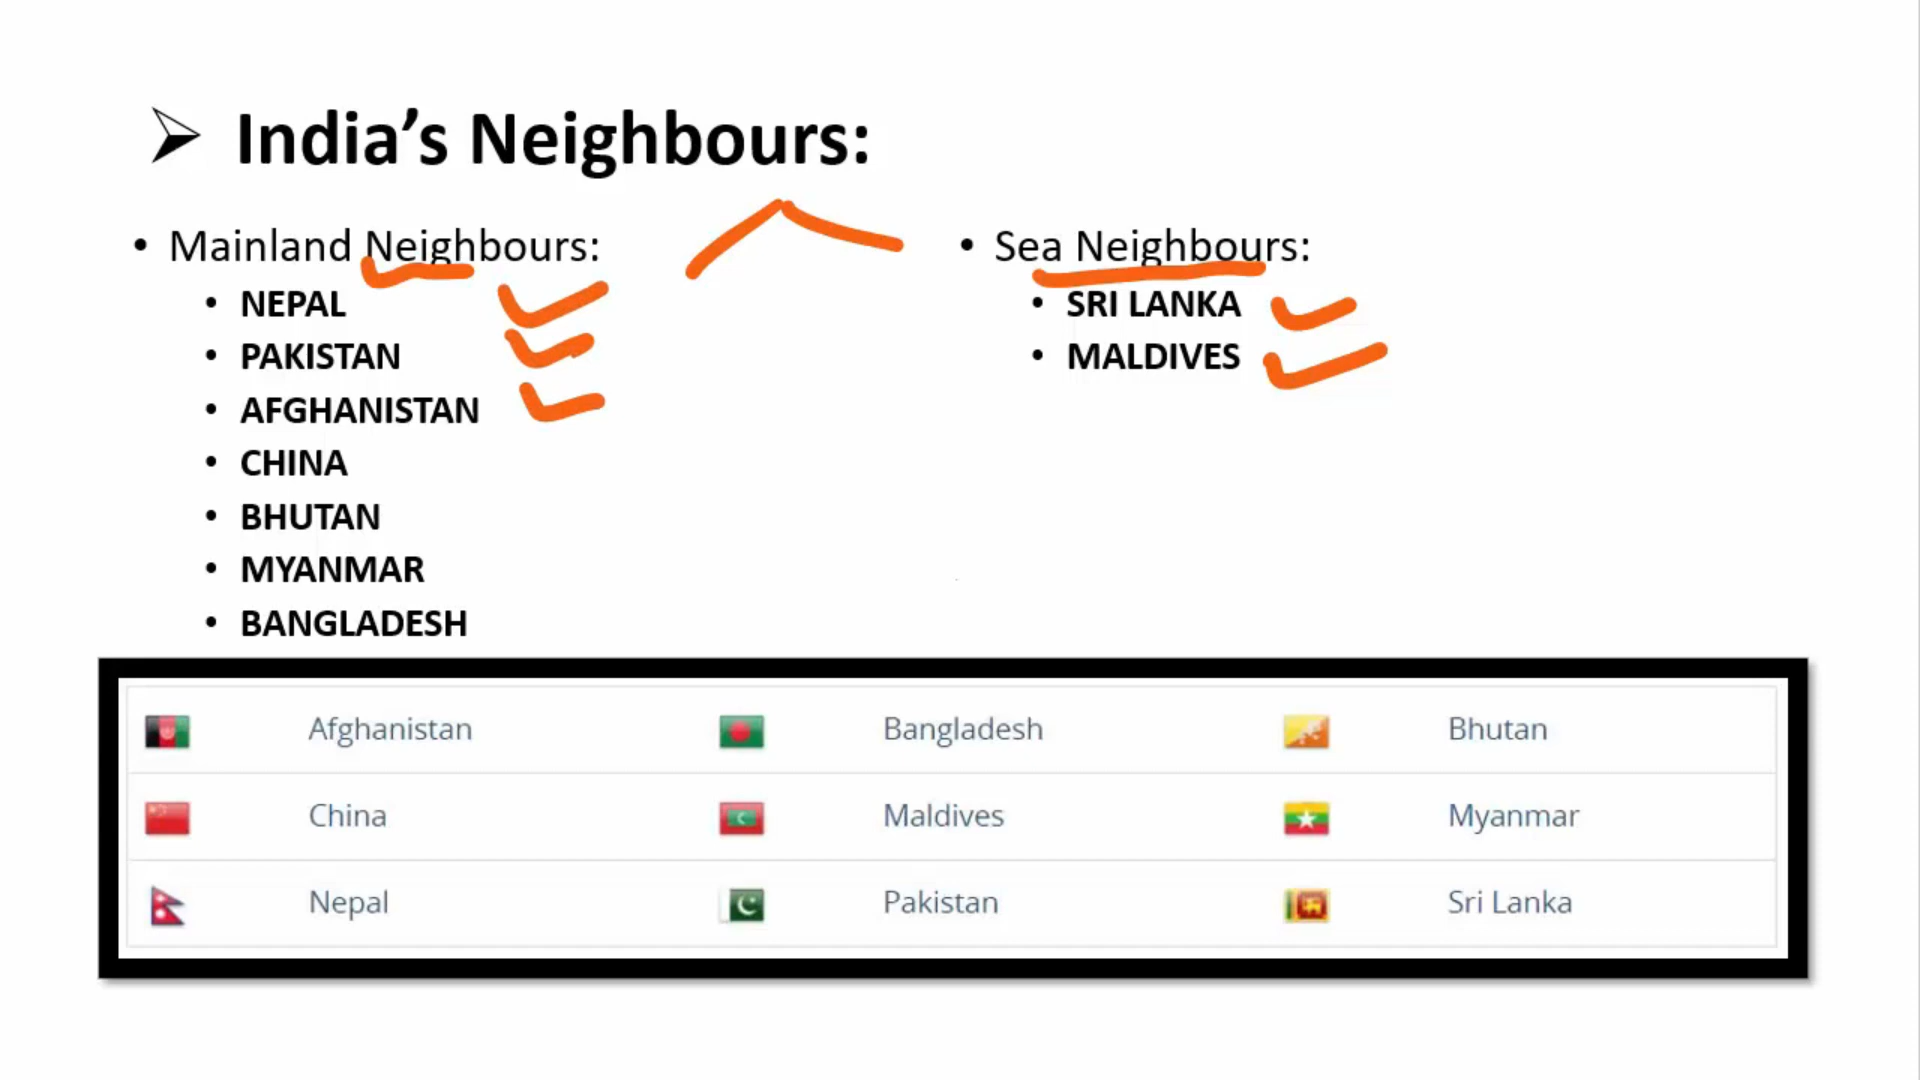 India's Neighbours:
Mainland Neighbours:
NEPAL
PAKISTAN
AFGHANISTAN
CHINA
BHUTAN
MYANMAR
BANGLADESH
Sea Neighbours:
SRI LANKA
MALDIVES
Afghanistan Bangladesh Bhutan
China Maldives Myanmar
Nepal Pakistan Sri Lanka